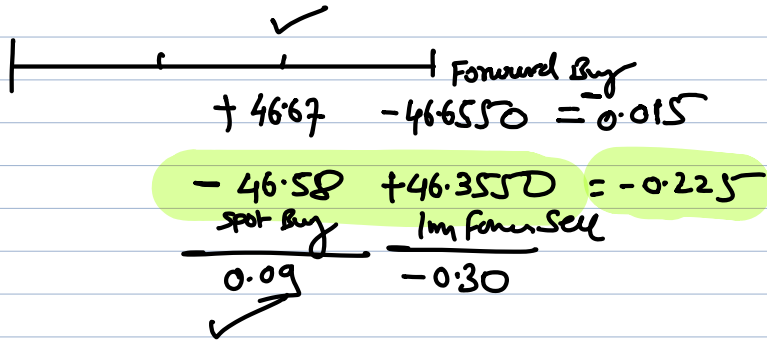 Forward Buy
+ 46.67 - 46.6550 = 0.015
- 46.58 + 46.3550 = - 0.225
spot Buy 1m Forw Sell
0.09 - 0.30